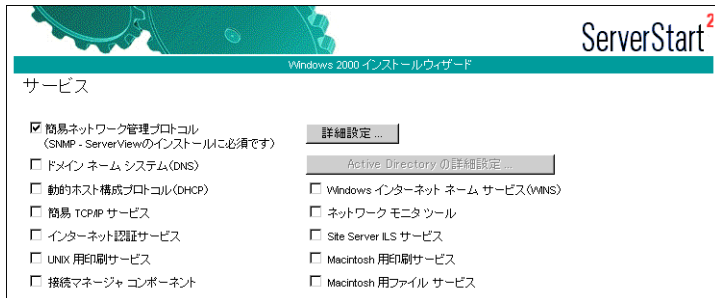 ServerStart2
Windows 2000 インストールウィザード
サービス
簡易ネットワーク管理プロトコル
(SNMP - ServerViewのインストールに必須です)
詳細設定 ...
ドメイン ネーム システム(DNS)
Active Directory の詳細設定 ...
動的ホスト構成プロトコル(DHCP)
Windows インターネット ネーム サービス(WINS)
簡易 TCP/IP サービス
ネットワーク モニタ ツール
インターネット認証サービス
Site Server ILS サービス
UNIX 用印刷サービス
Macintosh 用印刷サービス
接続マネージャ コンポーネント
Macintosh 用ファイル サービス